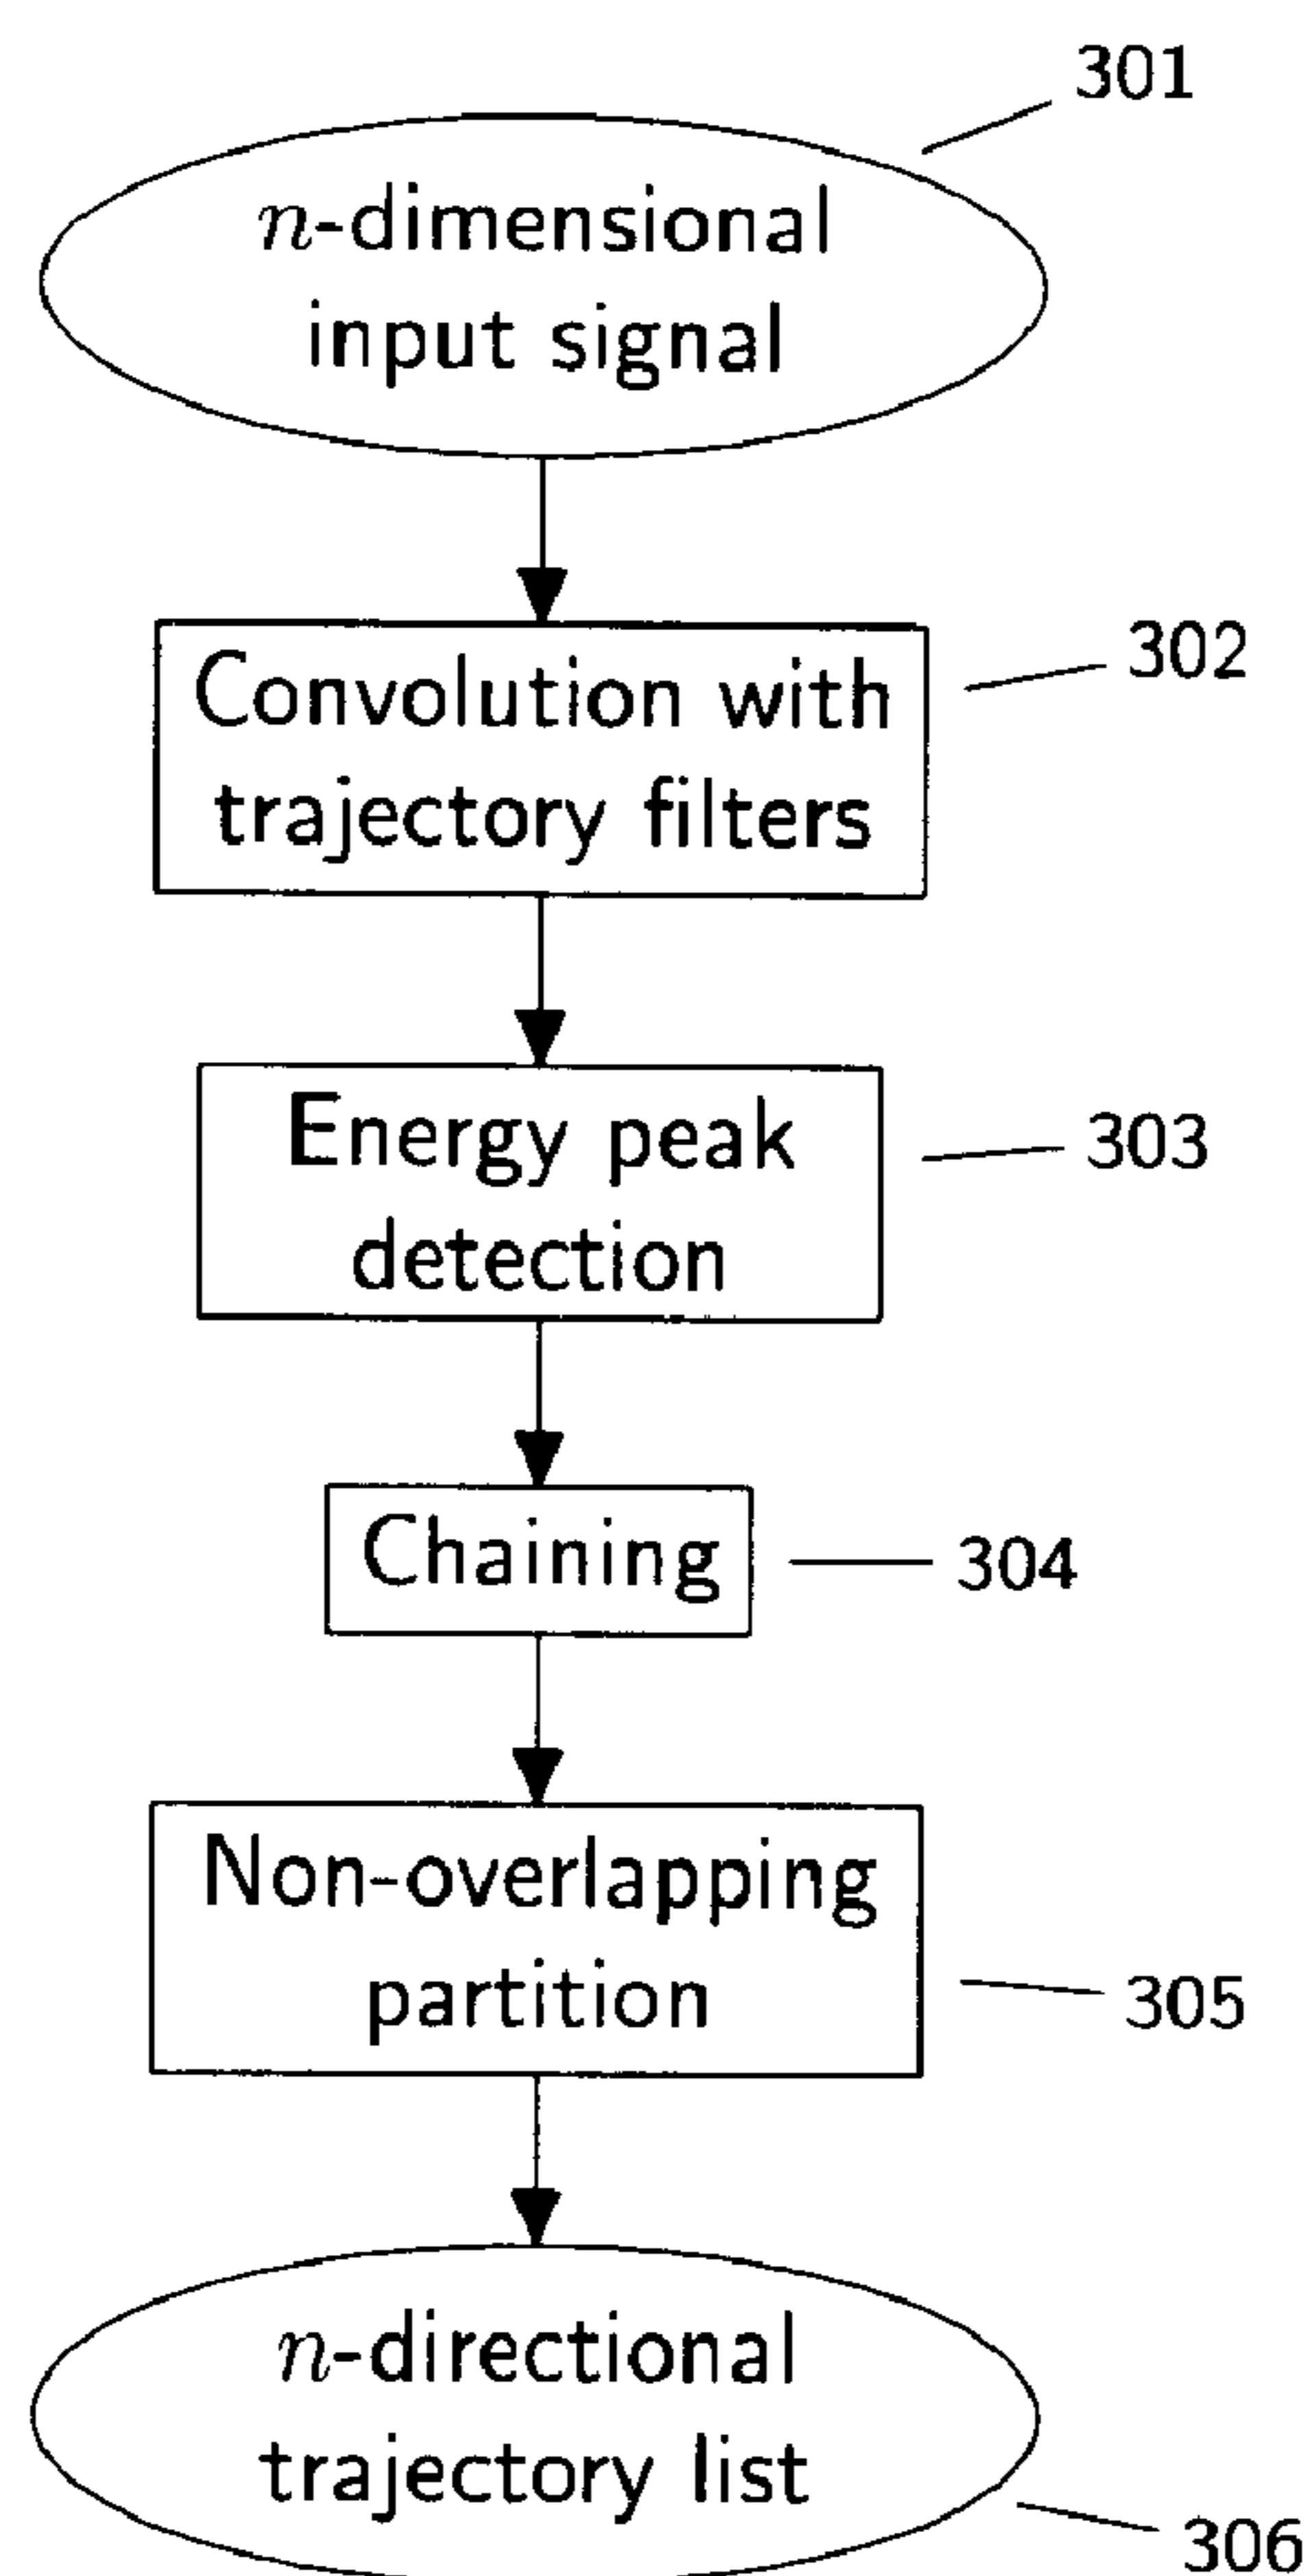 301
n-dimensional
input signal
302
Convolution with
trajectory filters
303
Energy peak
detection
304
Chaining
Non-overlapping
partition
305
n-directional
trajectory list
306